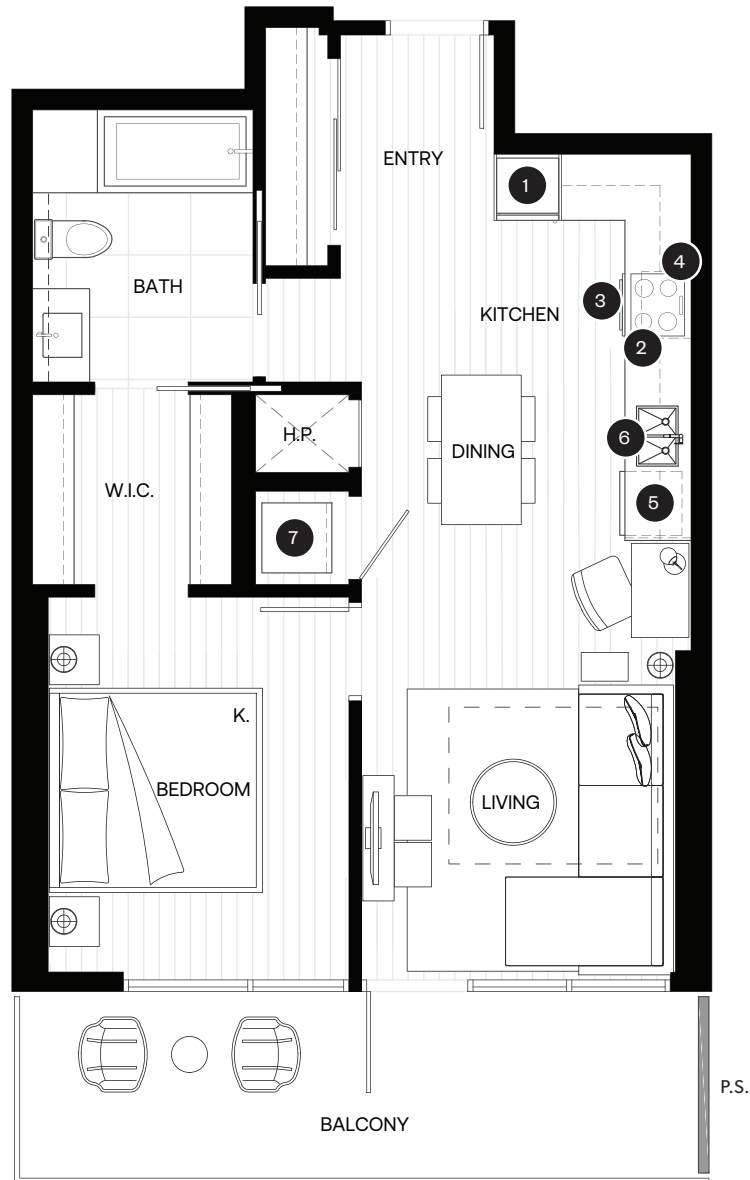 ENTRY
1
BATH
4
3
KITCHEN
2
H.P.
DINING
6
W.I.C.
5
7
K.
BEDROOM
LIVING
P.S.
BALCONY